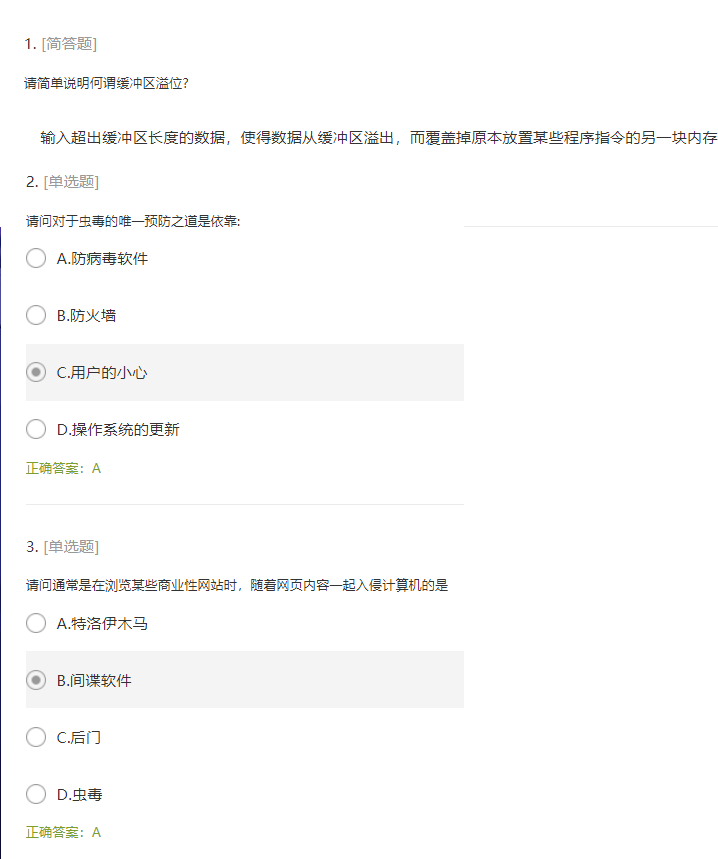 1. [简答题]
请简单说明何谓缓冲区溢位?
输入超出缓冲区长度的数据，使得数据从缓冲区溢出，而覆盖掉原本放置某些程序指令的另一块内存
2. [单选题]
请问对于虫毒的唯一预防之道是依靠:
A.防病毒软件
B.防火墙
C.用户的小心
D.操作系统的更新
正确答案：A
3. [单选题]
请问通常是在浏览某些商业性网站时，随着网页内容一起入侵计算机的是
A.特洛伊木马
B.间谍软件
C.后门
D.虫毒
正确答案：A